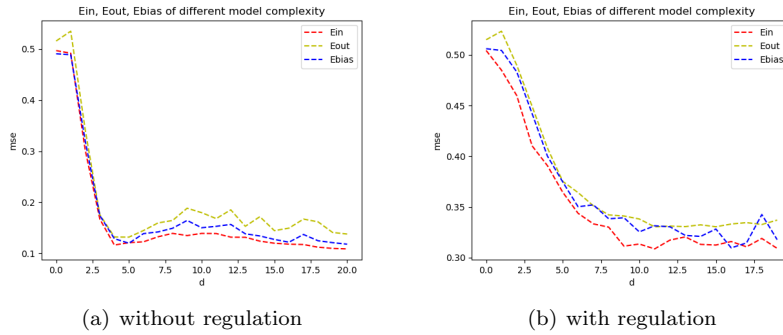 Ein, Eout, Ebias of different model complexity
Ein
Eout
Ebias
mse
0.5
0.4
0.3
0.2
0.1
0.0 2.5 5.0 7.5 10.0 12.5 15.0 17.5 20.0
d
(a) without regulation
Ein, Eout, Ebias of different model complexity
Ein
Eout
Ebias
mse
0.50
0.45
0.40
0.35
0.30
0.0 2.5 5.0 7.5 10.0 12.5 15.0 17.5
d
(b) with regulation